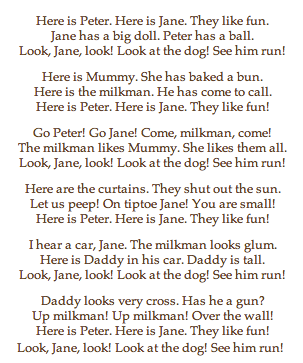 Here is Peter. Here is Jane. They like fun.
Jane has a big doll. Peter has a ball.
Look, Jane, look! Look at the dog! See him run!
Here is Mummy. She has baked a bun.
Here is the milkman. He has come to call.
Here is Peter. Here is Jane. They like fun!
Go Peter! Go Jane! Come, milkman, come!
The milkman likes Mummy. She likes them all.
Look, Jane, look! Look at the dog! See him run!
Here are the curtains. They shut out the sun.
Let us peep! On tiptoe Jane! You are small!
Here is Peter. Here is Jane. They like fun!
I hear a car, Jane. The milkman looks glum.
Here is Daddy in his car. Daddy is tall.
Look, Jane, look! Look at the dog! See him run!
Daddy looks very cross. Has he a gun?
Up milkman! Up milkman! Over the wall!
Here is Peter. Here is Jane. They like fun!
Look, Jane, look! Look at the dog! See him run!